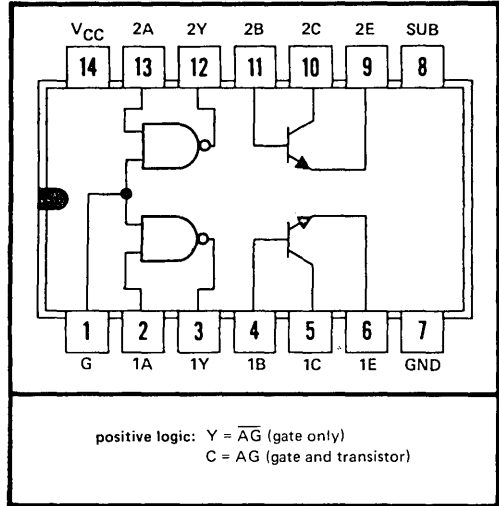 VCC 2A 2Y 2B 2C 2E SUB
14 13 12 11 10 9 8
1 2 3 4 5 6 7
G 1A 1Y 1B 1C 1E GND
positive logic: Y = A̅G̅ (gate only)
C = AG (gate and transistor)